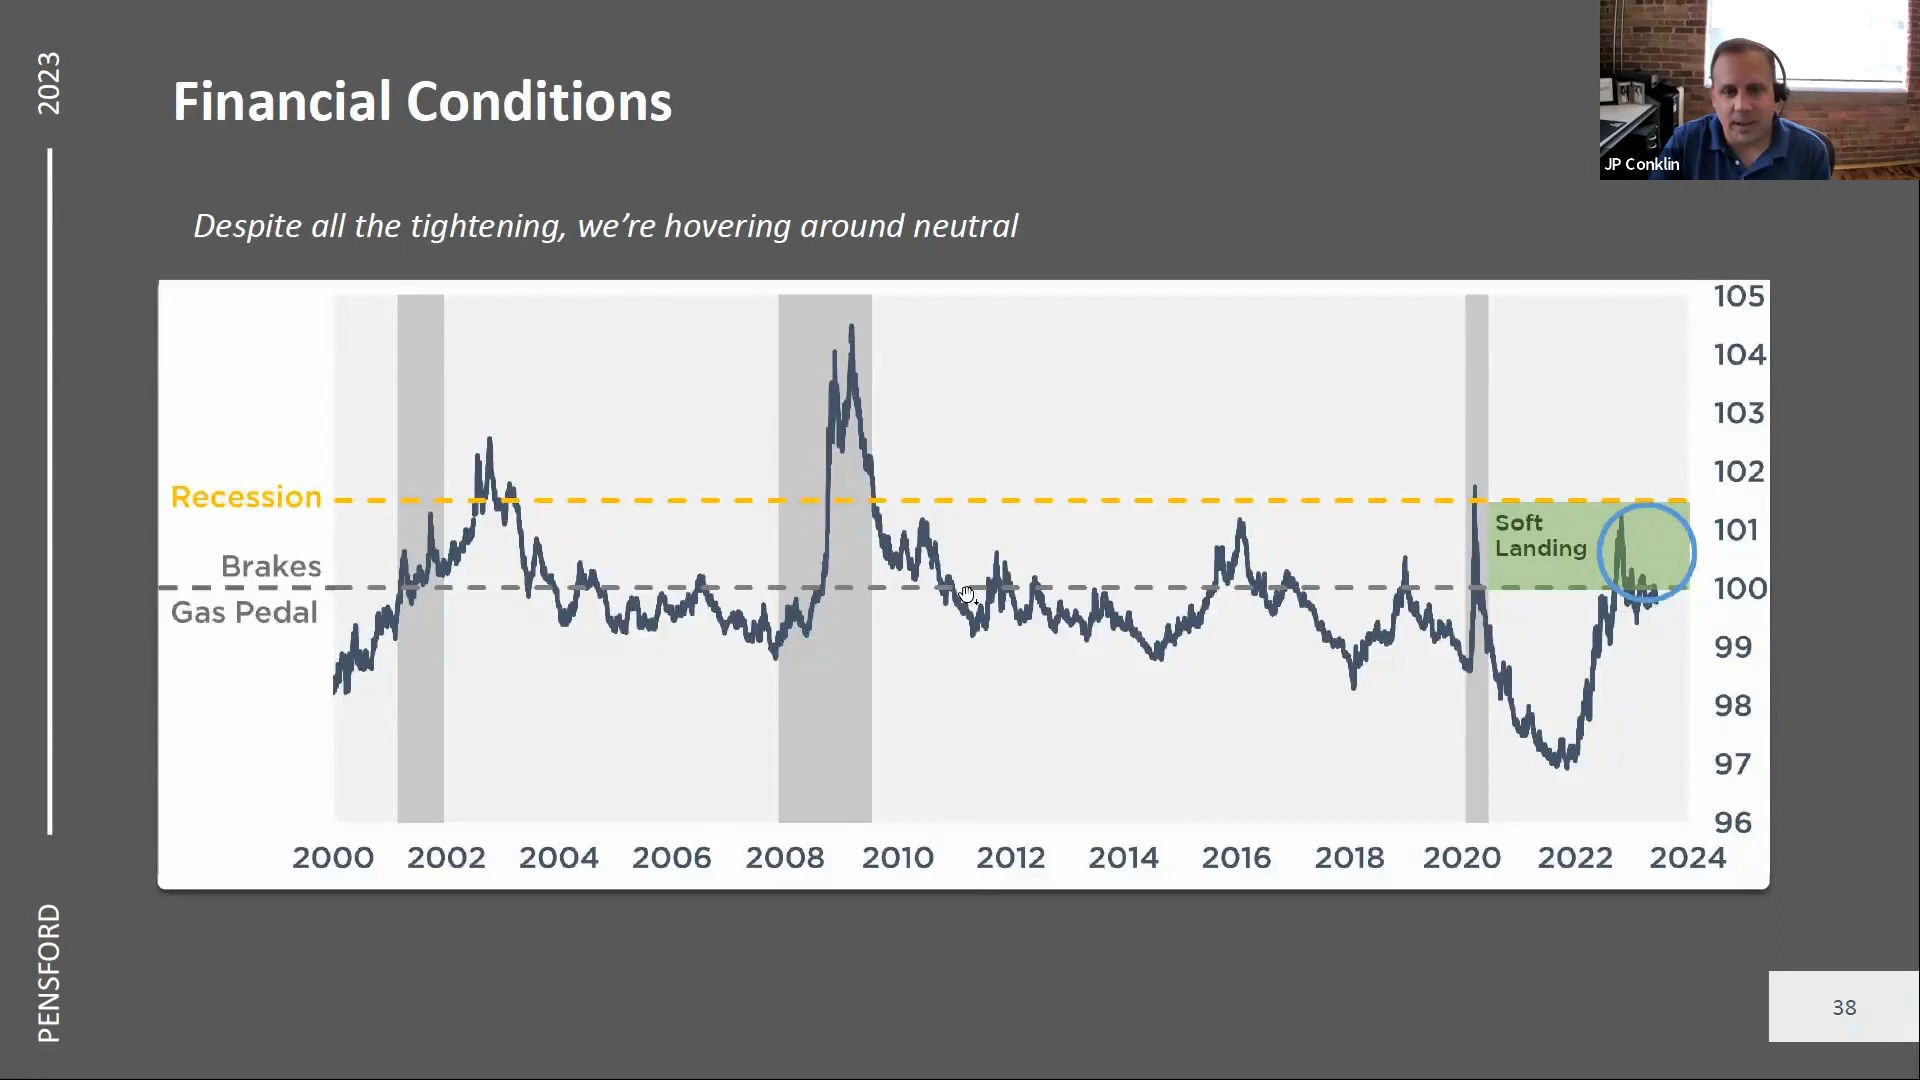 2023
Financial Conditions
JP Conklin
Despite all the tightening, we're hovering around neutral
105
104
103
102
101
100
99
98
97
96
Recession
Brakes
Gas Pedal
Soft
Landing
2000 2002 2004 2006 2008 2010 2012 2014 2016 2018 2020 2022 2024
PENSFORD
38